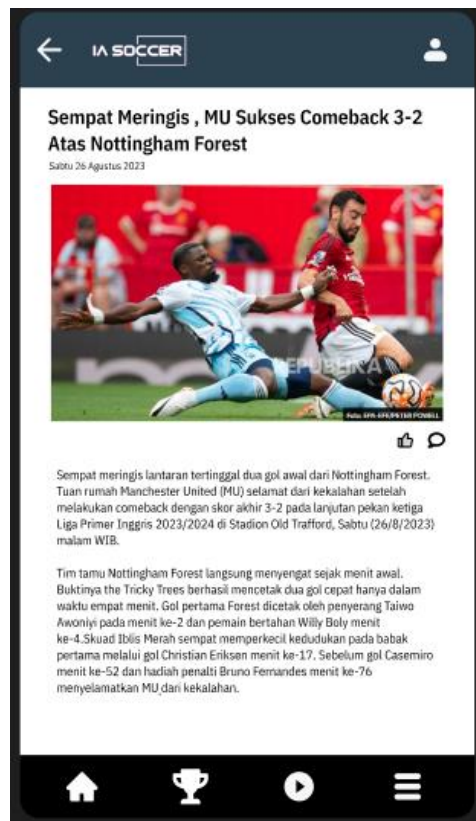 IA SOCCER
Sempat Meringis , MU Sukses Comeback 3-2
Atas Nottingham Forest
Sabtu 26 Agustus 2023
REPUBLIKA
Foto: EPA-EFE/PETER POWELL
Sempat meringis lantaran tertinggal dua gol awal dari Nottingham Forest.
Tuan rumah Manchester United (MU) selamat dari kekalahan setelah
melakukan comeback dengan skor akhir 3-2 pada lanjutan pekan ketiga
Liga Primer Inggris 2023/2024 di Stadion Old Trafford, Sabtu (26/8/2023)
malam WIB.
Tim tamu Nottingham Forest langsung menyengat sejak menit awal.
Buktinya the Tricky Trees berhasil mencetak dua gol cepat hanya dalam
waktu empat menit. Gol pertama Forest dicetak oleh penyerang Taiwo
Awoniyi pada menit ke-2 dan pemain bertahan Willy Boly menit
ke-4.Skuad Iblis Merah sempat memperkecil kedudukan pada babak
pertama melalui gol Christian Eriksen menit ke-17. Sebelum gol Casemiro
menit ke-52 dan hadiah penalti Bruno Fernandes menit ke-76
menyelamatkan MU dari kekalahan.